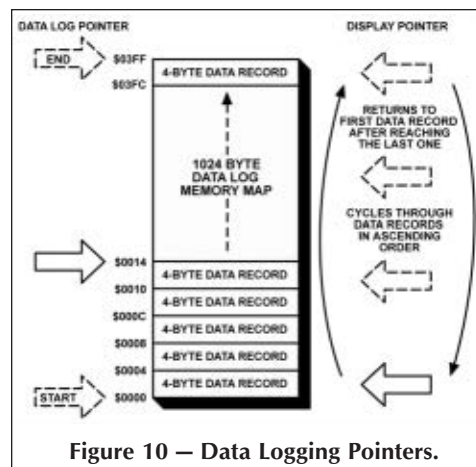 DATA LOG POINTER
DISPLAY POINTER
END
$03FF
4-BYTE DATA RECORD
$03FC
RETURNS TO
FIRST DATA RECORD
AFTER REACHING
THE LAST ONE
1024 BYTE
DATA LOG
MEMORY MAP
CYCLES THROUGH
DATA RECORDS
IN ASCENDING
ORDER
$0014
4-BYTE DATA RECORD
$0010
4-BYTE DATA RECORD
$000C
4-BYTE DATA RECORD
$0008
4-BYTE DATA RECORD
$0004
4-BYTE DATA RECORD
START
$0000
Figure 10 — Data Logging Pointers.